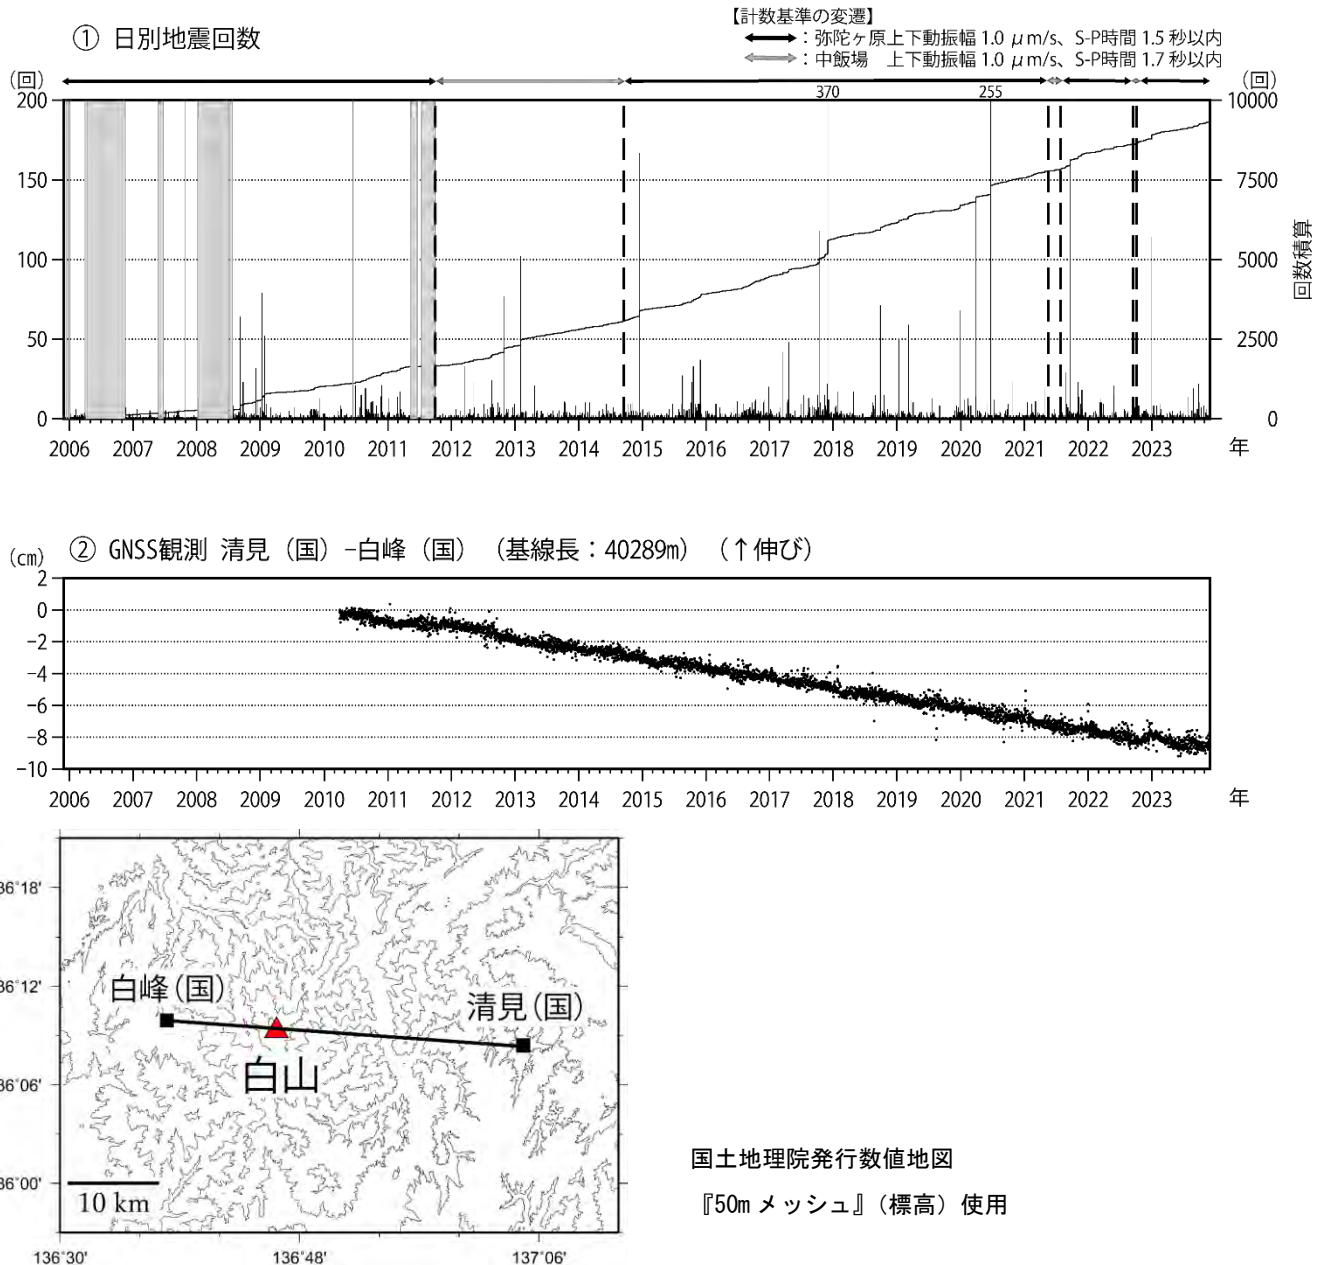 ① 日別地震回数
【計数基準の変遷】
：弥陀ヶ原上下動振幅 1.0 μm/s、S-P時間 1.5 秒以内
：中飯場 上下動振幅 1.0 μm/s、S-P時間 1.7 秒以内
(回) 370 255 (回)
200 10000
150 7500
100 5000
50 2500
0 0
回数積算
2006 2007 2008 2009 2010 2011 2012 2013 2014 2015 2016 2017 2018 2019 2020 2021 2022 2023 年
② GNSS観測 清見（国）-白峰（国）（基線長：40289m）（↑伸び）
(cm)
2
0
-2
-4
-6
-8
-10
2006 2007 2008 2009 2010 2011 2012 2013 2014 2015 2016 2017 2018 2019 2020 2021 2022 2023 年
36°18'
36°12'
36°06'
36°00'
白峰（国）
清見（国）
白山
10 km
136°30' 136°48' 137°06'
国土地理院発行数値地図
『50m メッシュ』（標高）使用